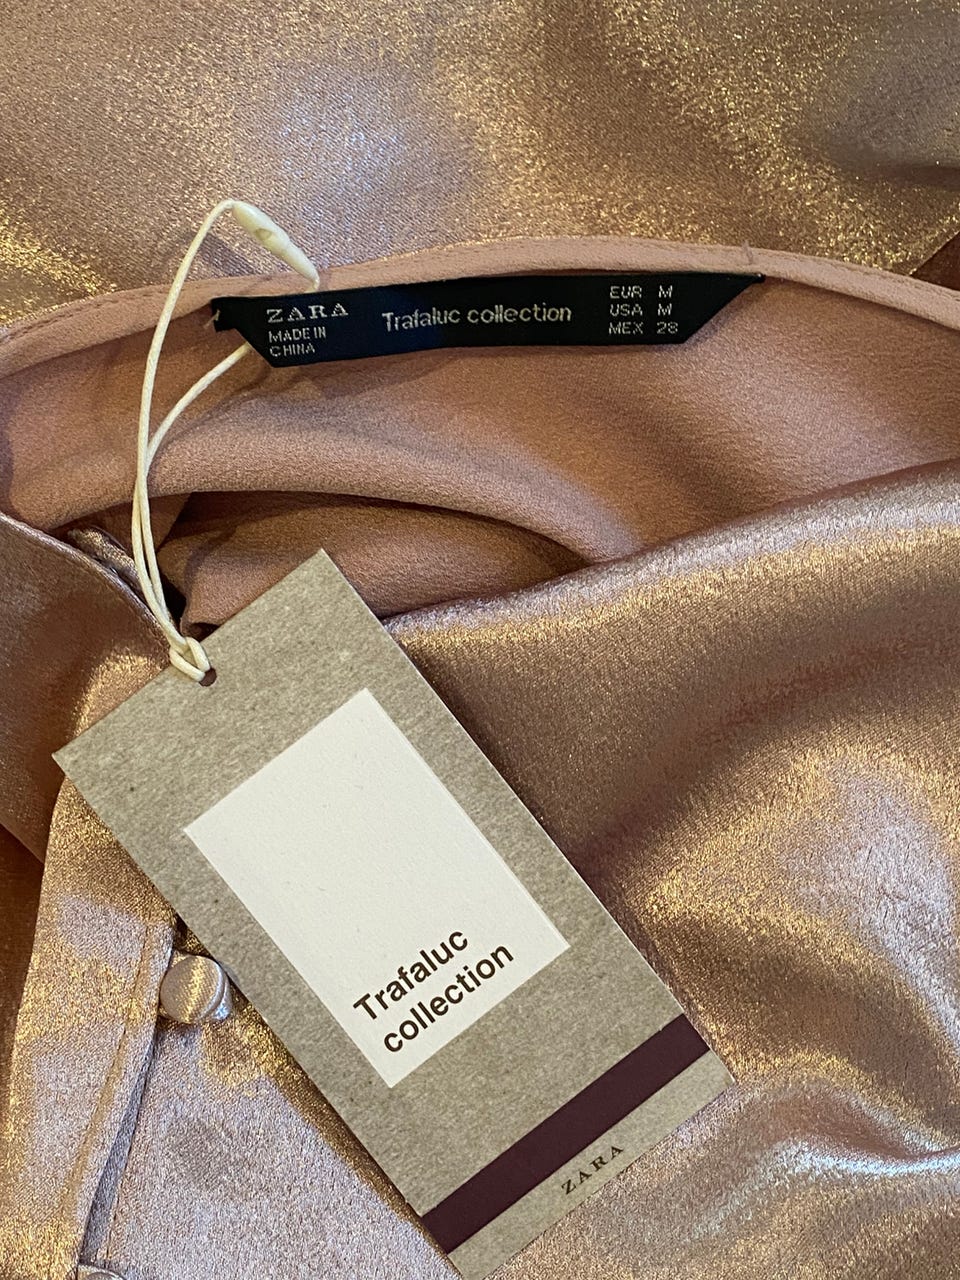 ZARA
MADE IN
CHINA
Trafaluc collection
EUR M
USA M
MEX 28
Trafaluc
collection
ZARA